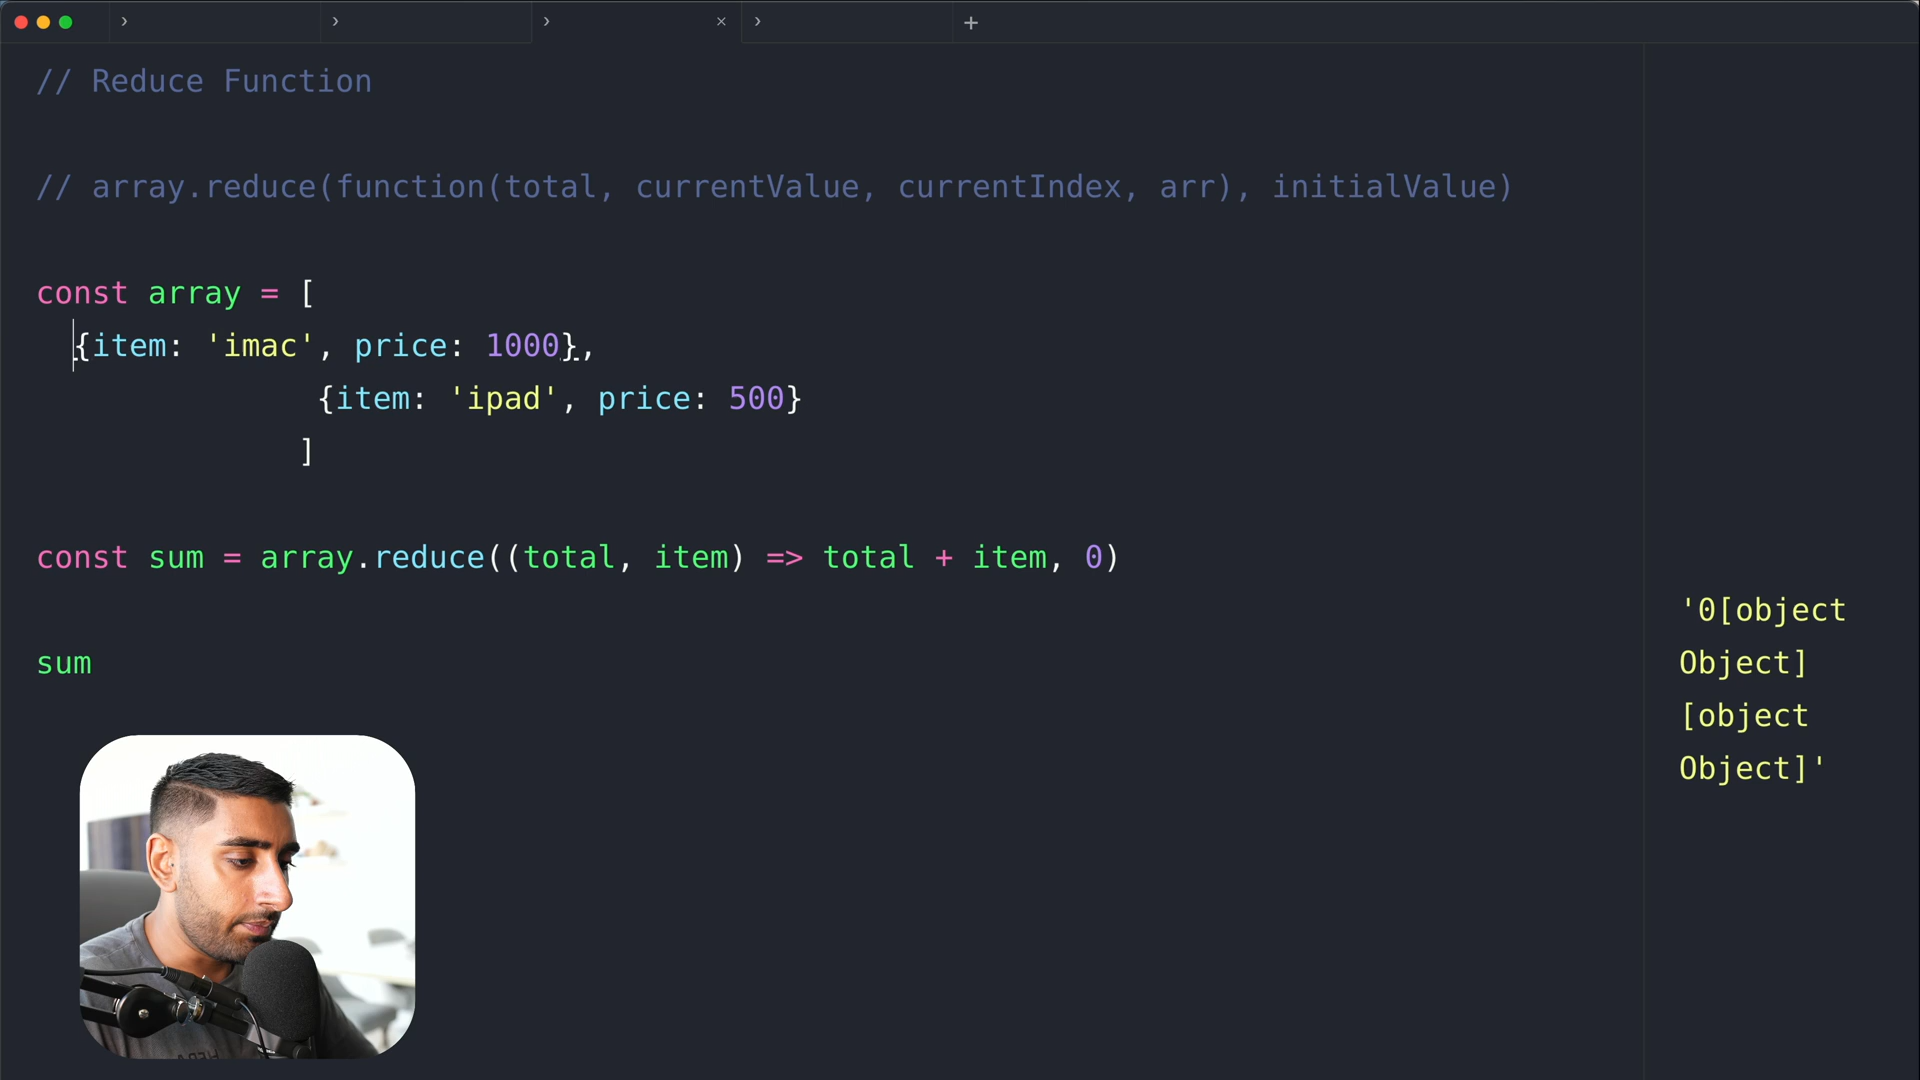 // Reduce Function
// array.reduce(function(total, currentValue, currentIndex, arr), initialValue)
const array = [
{item: 'imac', price: 1000},
{item: 'ipad', price: 500}
]
const sum = array.reduce((total, item) => total + item, 0)
sum
'0[object
Object]
[object
Object]'